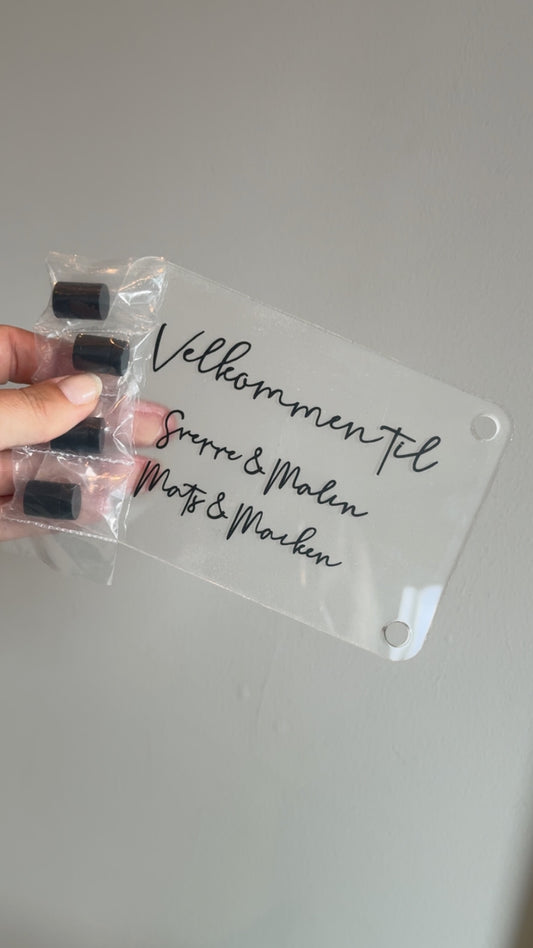 Velkommen Til
Sverre & Malin
Mats & Maiken